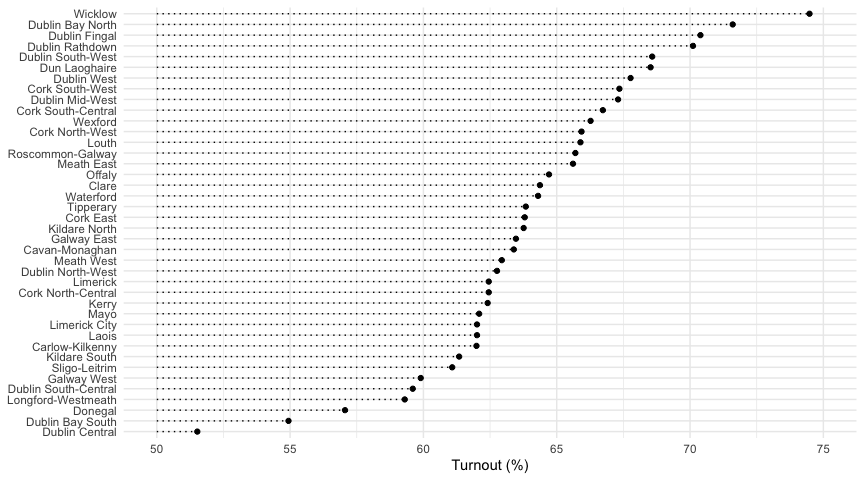 Wicklow
Dublin Bay North
Dublin Fingal
Dublin Rathdown
Dublin South-West
Dun Laoghaire
Dublin West
Cork South-West
Dublin Mid-West
Cork South-Central
Wexford
Cork North-West
Louth
Roscommon-Galway
Meath East
Offaly
Clare
Waterford
Tipperary
Cork East
Kildare North
Galway East
Cavan-Monaghan
Meath West
Dublin North-West
Limerick
Cork North-Central
Kerry
Mayo
Limerick City
Laois
Carlow-Kilkenny
Kildare South
Sligo-Leitrim
Galway West
Dublin South-Central
Longford-Westmeath
Donegal
Dublin Bay South
Dublin Central
50 55 60 65 70 75
Turnout (%)